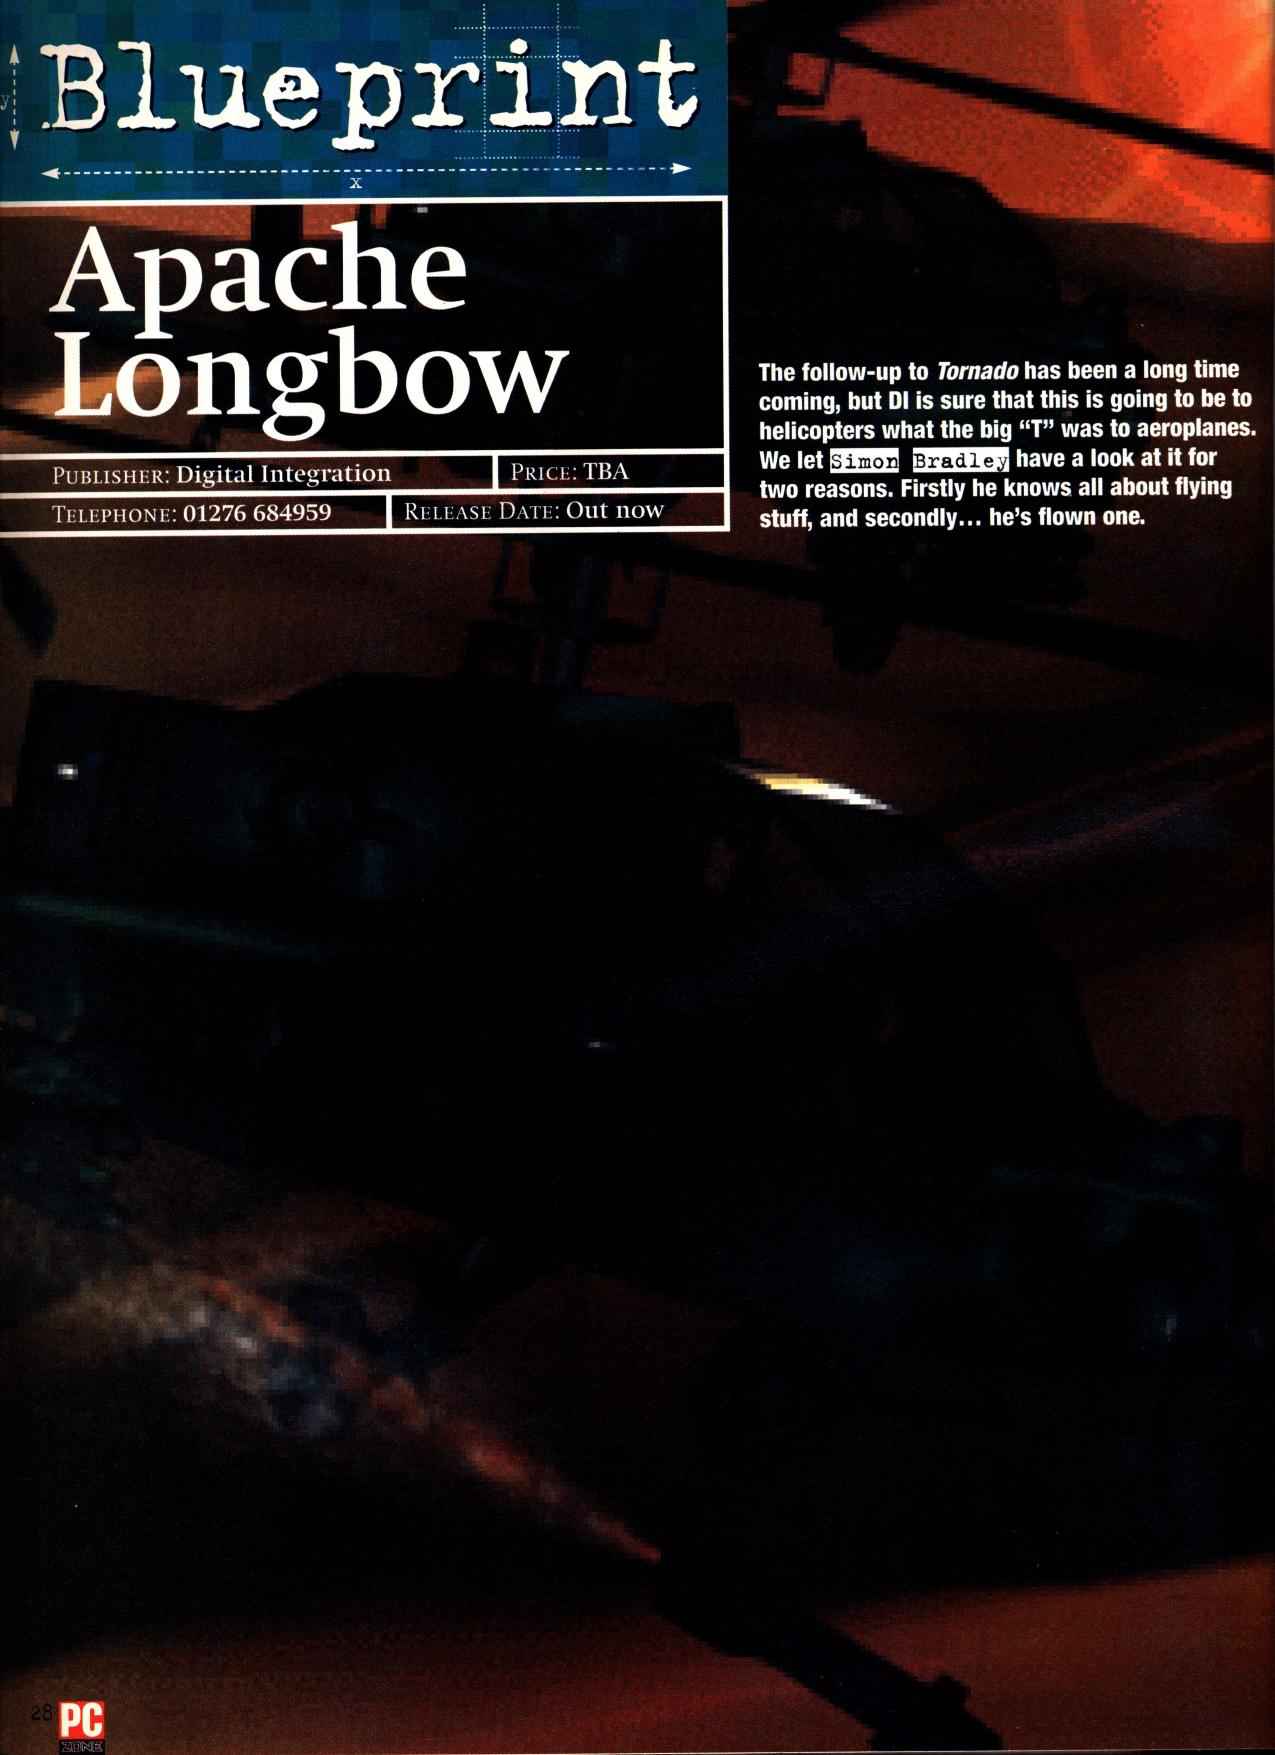 Blueprint
y
x
Apache
Longbow
PUBLISHER: Digital Integration
PRICE: TBA
TELEPHONE: 01276 684959
RELEASE DATE: Out now
The follow-up to Tornado has been a long time
coming, but DI is sure that this is going to be to
helicopters what the big “T” was to aeroplanes.
We let Simon Bradley have a look at it for
two reasons. Firstly he knows all about flying
stuff, and secondly... he’s flown one.
28 PC
ZONE